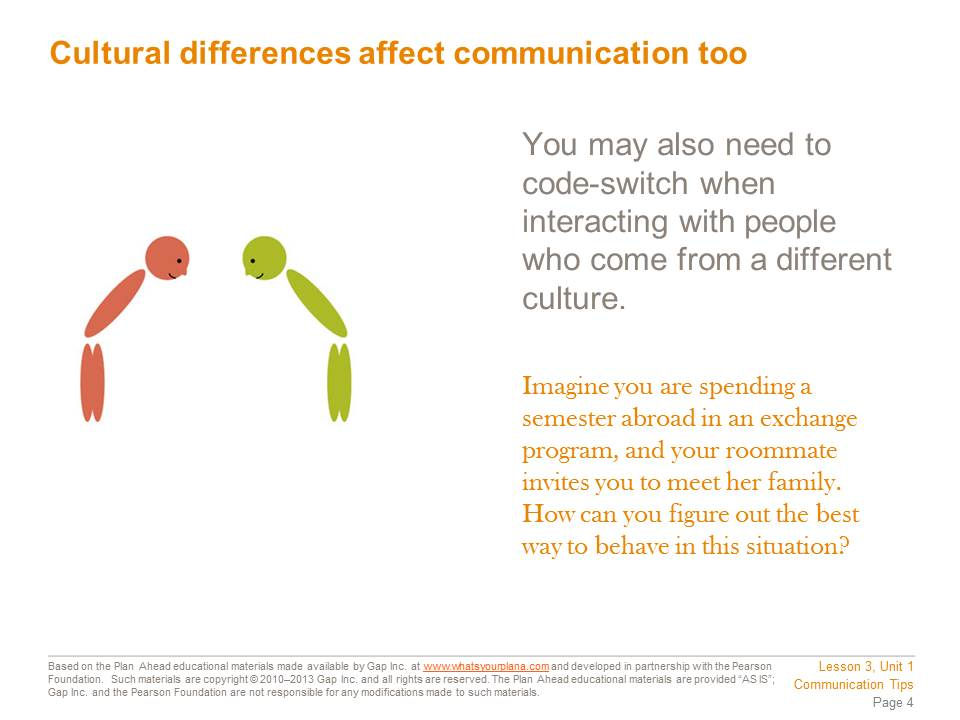 Cultural differences affect communication too
You may also need to
code-switch when
interacting with people
who come from a different
culture.
Imagine you are spending a
semester abroad in an exchange
program, and your roommate
invites you to meet her family.
How can you figure out the best
way to behave in this situation?
Based on the Plan Ahead educational materials made available by Gap Inc. at www.whatsyourplana.com and developed in partnership with the Pearson
Foundation. Such materials are copyright © 2010–2013 Gap Inc. and all rights are reserved. The Plan Ahead educational materials are provided “AS IS”;
Gap Inc. and the Pearson Foundation are not responsible for any modifications made to such materials.
Lesson 3, Unit 1
Communication Tips
Page 4